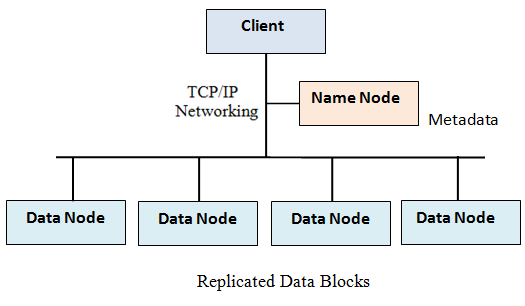 Client
TCP/IP
Networking
Name Node
Metadata
Data Node
Data Node
Data Node
Data Node
Replicated Data Blocks